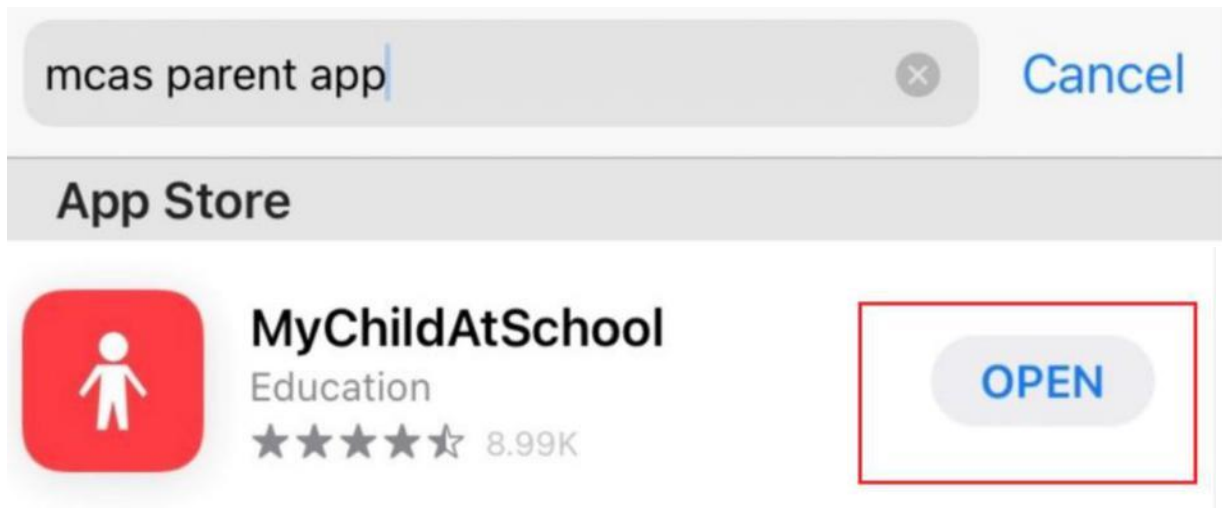 mcas parent app
Cancel
App Store
MyChildAtSchool
Education
8.99K
OPEN